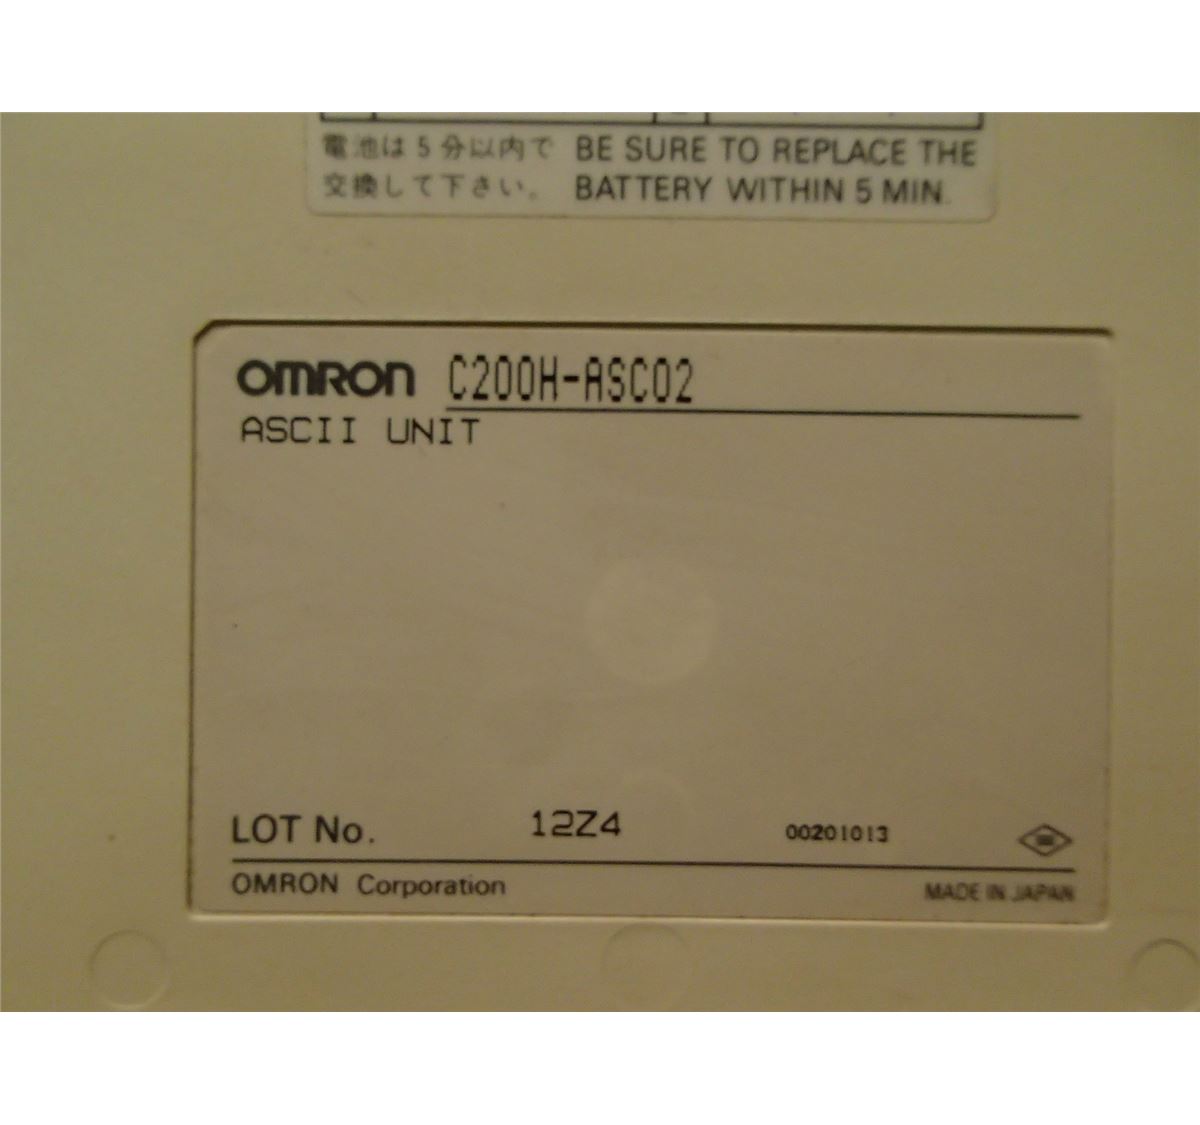 電池は5分以内で BE SURE TO REPLACE THE
交換して下さい。 BATTERY WITHIN 5 MIN.
OMRON C200H-ASC02
ASCII UNIT
LOT No. 12Z4 00201013
OMRON Corporation MADE IN JAPAN